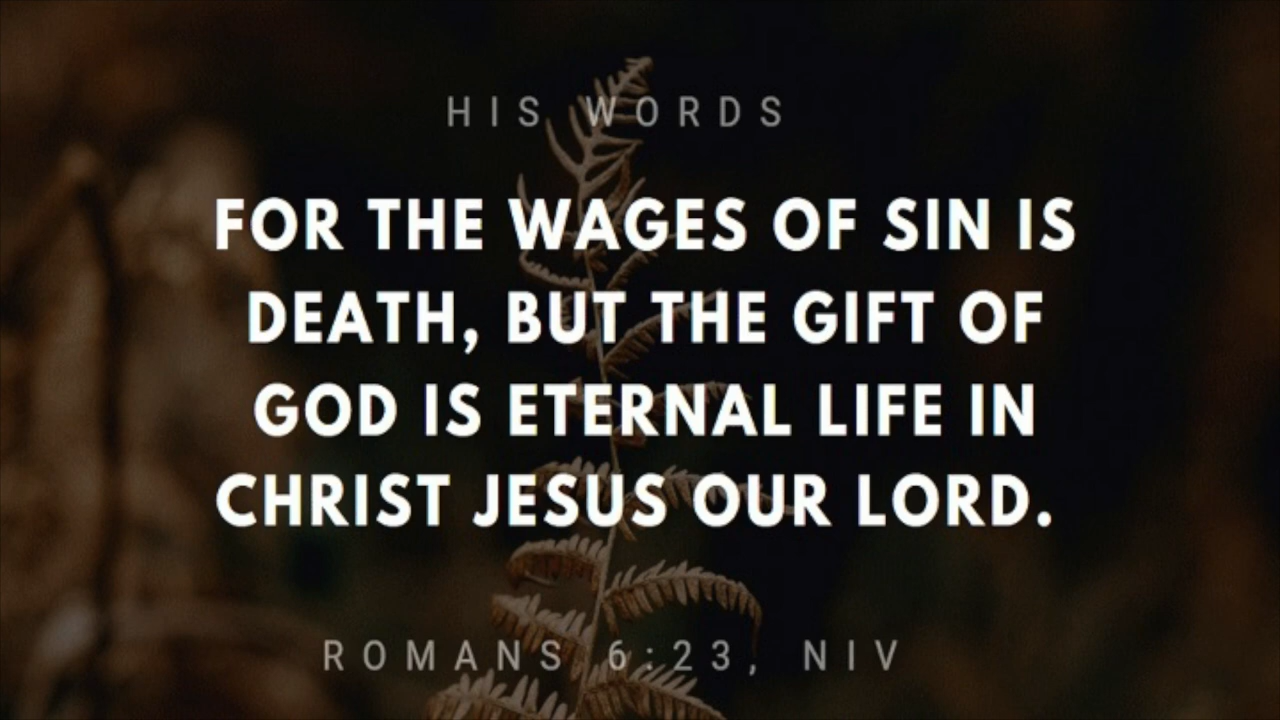 HIS WORDS
FOR THE WAGES OF SIN IS
DEATH, BUT THE GIFT OF
GOD IS ETERNAL LIFE IN
CHRIST JESUS OUR LORD.
ROMANS 6:23, NIV